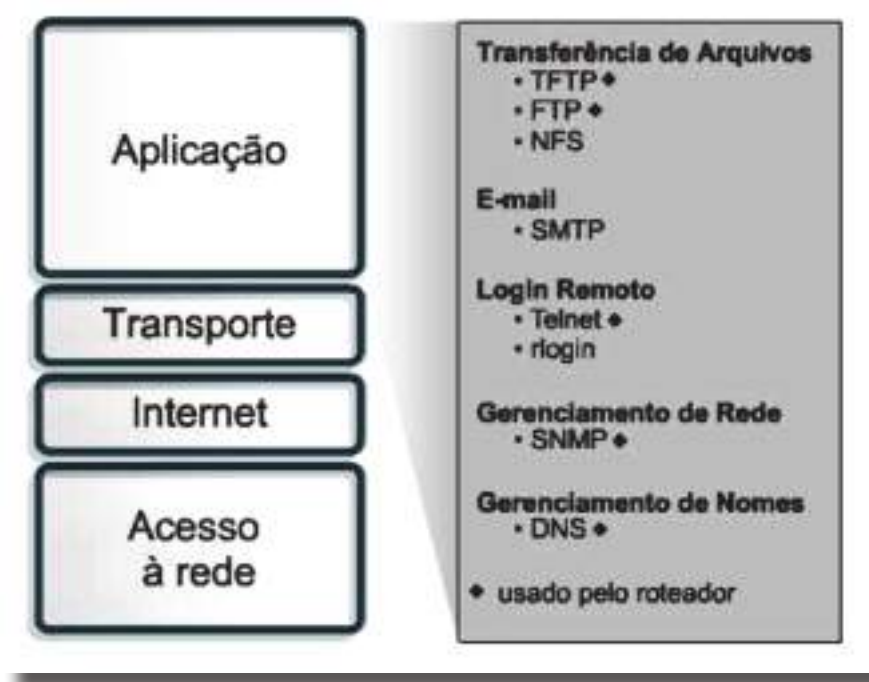 Aplicação
Transporte
Internet
Acesso
à rede
Transferência de Arquivos
• TFTP ◆
• FTP ◆
• NFS
E-mail
• SMTP
Login Remoto
• Telnet ◆
• rlogin
Gerenciamento de Rede
• SNMP ◆
Gerenciamento de Nomes
• DNS ◆
◆ usado pelo roteador